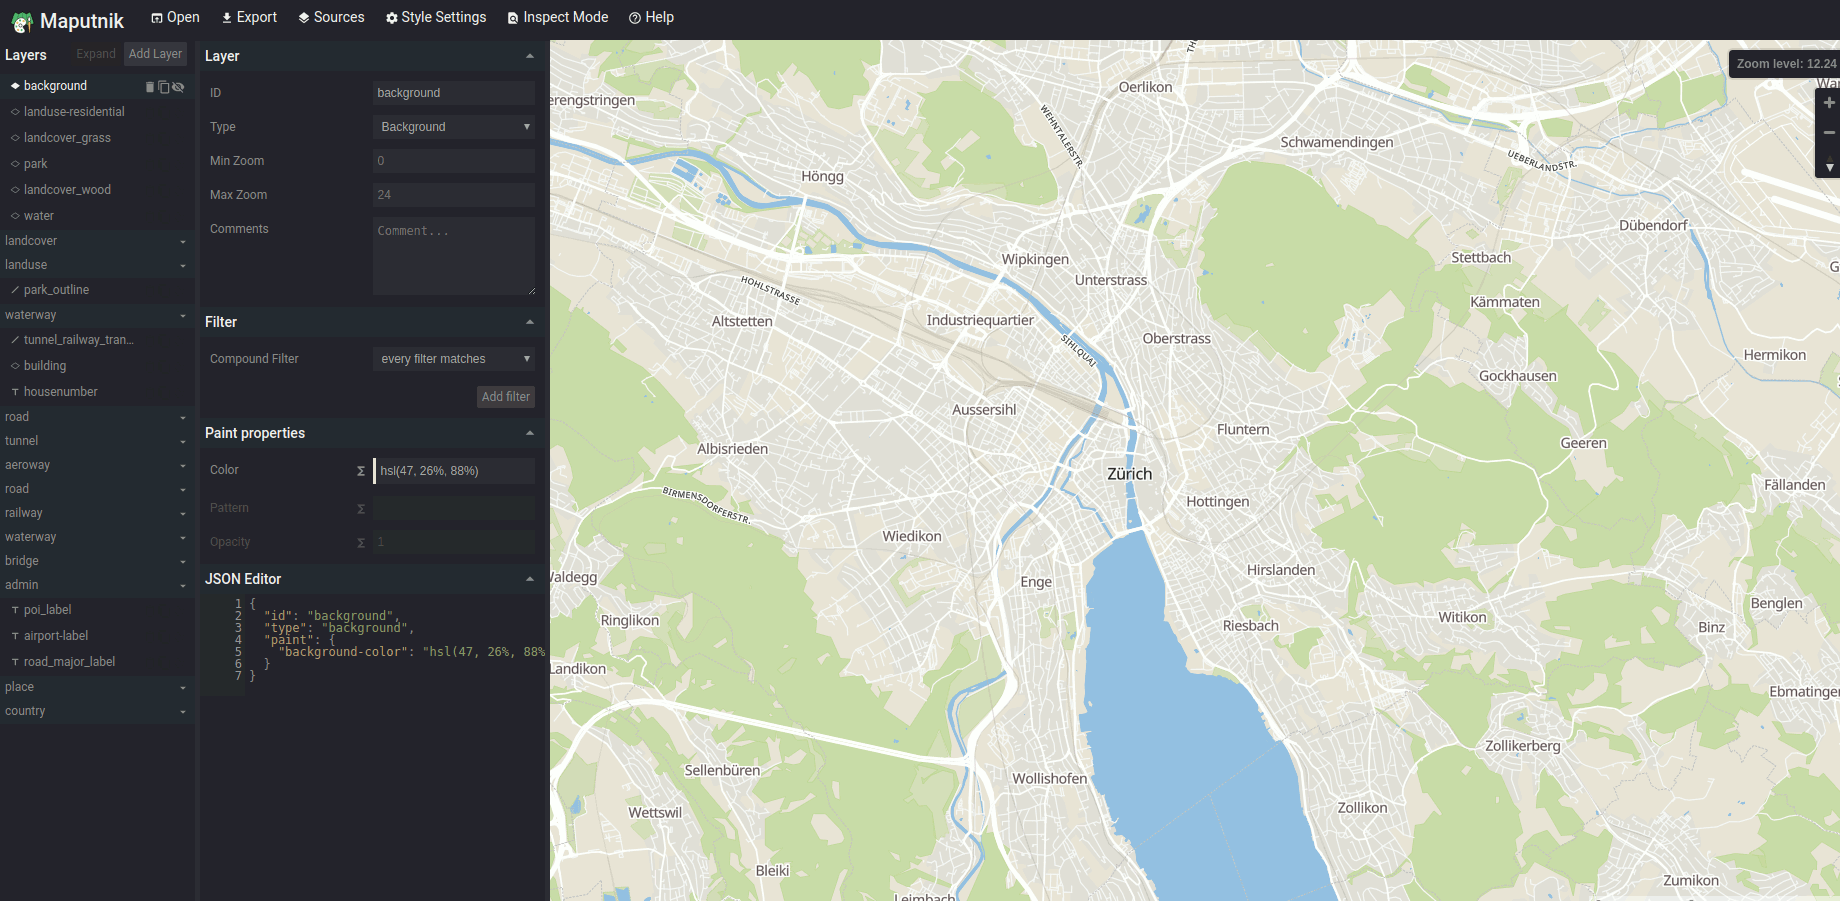 Maputnik
Open
Export
Sources
Style Settings
Inspect Mode
Help
Layers
Expand
Add Layer
background
landuse-residential
landcover_grass
park
landcover_wood
water
landcover
landuse
park_outline
waterway
tunnel_railway_tran...
building
housenumber
road
tunnel
aeroway
road
railway
waterway
bridge
admin
poi_label
airport-label
road_major_label
place
country
Layer
ID
background
Type
Background
Min Zoom
0
Max Zoom
24
Comments
Comment...
Filter
Compound Filter
every filter matches
Add filter
Paint properties
Color
hsl(47, 26%, 88%)
Pattern
Opacity
1
JSON Editor
1 {
2 "id": "background",
3 "type": "background",
4 "paint": {
5 "background-color": "hsl(47, 26%, 88%
6 }
7 }
Zoom level: 12.24
Oerlikon
erengstringen
WEHNTALERSTR.
Schwamendingen
UEBERLANDSTR.
Höngg
Dübendorf
Wipkingen
Stettbach
Unterstrass
HOHLSTRASSE
Kämmaten
Altstetten
Industriequartier
Oberstrass
SIHLQUAI
Hermikon
Gockhausen
Aussersihl
Fluntern
Geeren
Albisrieden
Zürich
Fällanden
BIRMENSDORFERSTR.
Hottingen
Wiedikon
Hirslanden
Waldegg
Enge
Benglen
Ringlikon
Riesbach
Witikon
Binz
Landikon
Ebmatinge
Zollikerberg
Sellenbüren
Wollishofen
Zollikon
Wettswil
Bleiki
Zumikon
Leimbach